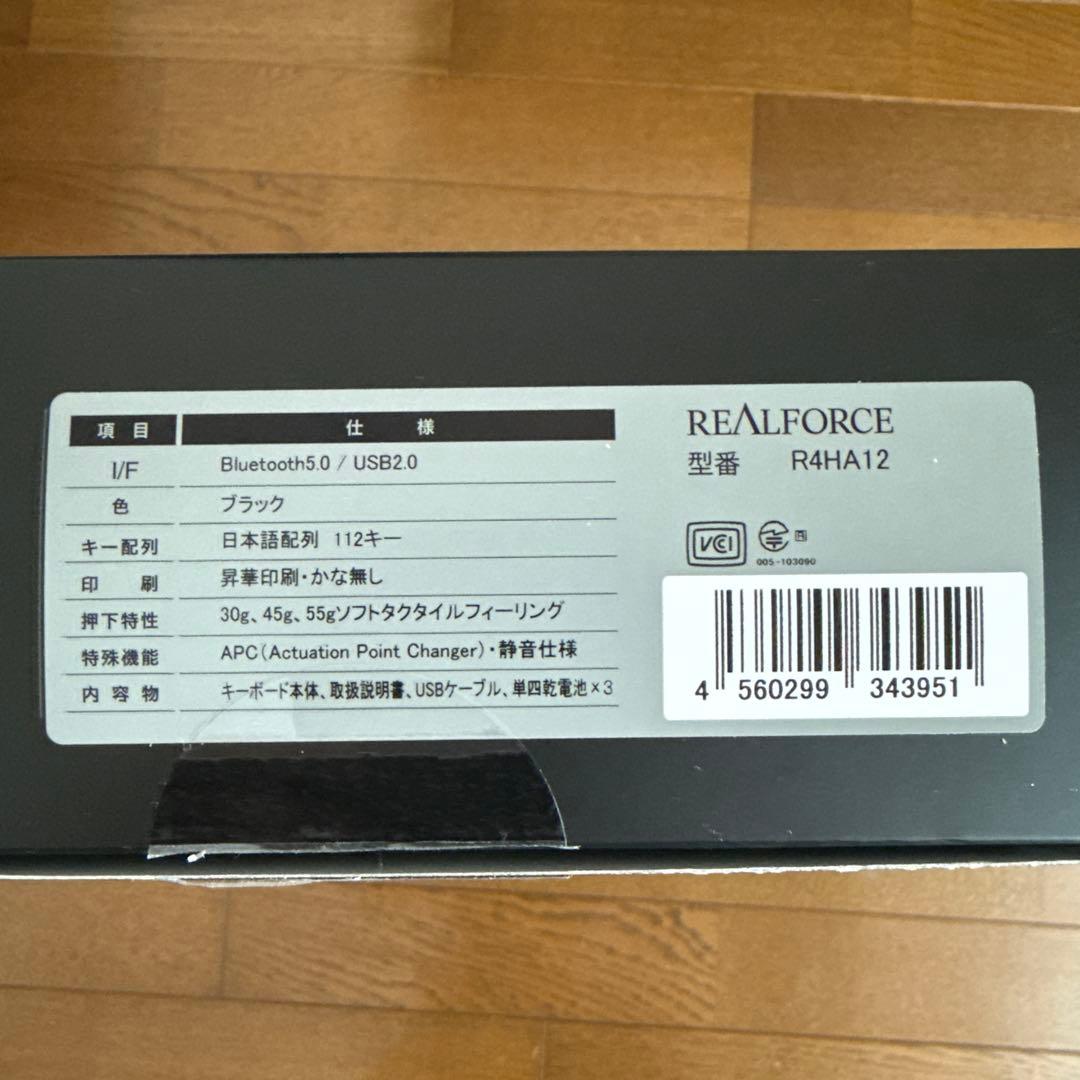 項目 仕様
I/F Bluetooth5.0 / USB2.0
色 ブラック
キー配列 日本語配列 112キー
印刷 昇華印刷・かな無し
押下特性 30g、45g、55gソフトタクタイルフィーリング
特殊機能 APC(Actuation Point Changer)・静音仕様
内容物 キーボード本体、取扱説明書、USBケーブル、単四乾電池×3
REALFORCE
型番 R4HA12
VCCI
005-103090
4 560299 343951